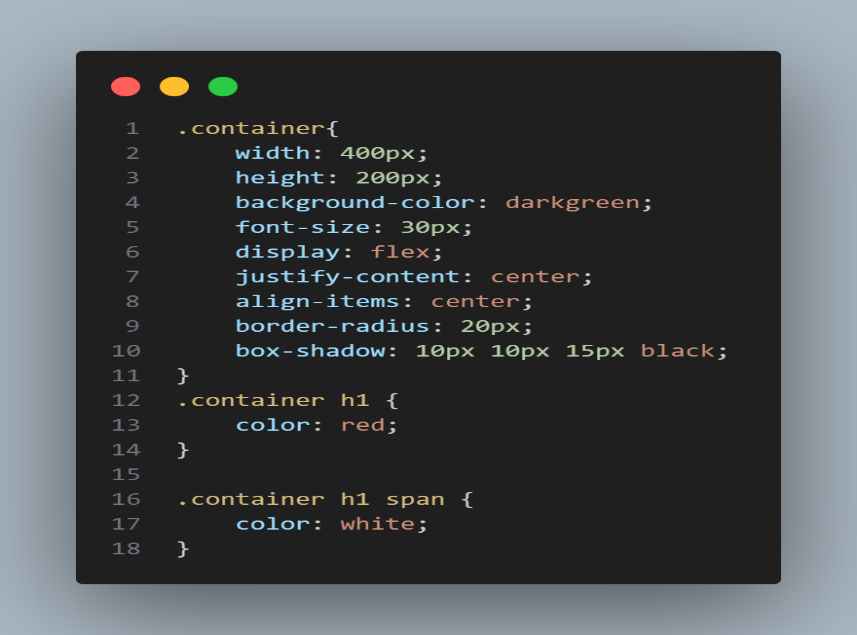 1 .container{
2     width: 400px;
3     height: 200px;
4     background-color: darkgreen;
5     font-size: 30px;
6     display: flex;
7     justify-content: center;
8     align-items: center;
9     border-radius: 20px;
10     box-shadow: 10px 10px 15px black;
11 }
12 .container h1 {
13     color: red;
14 }
15
16 .container h1 span {
17     color: white;
18 }